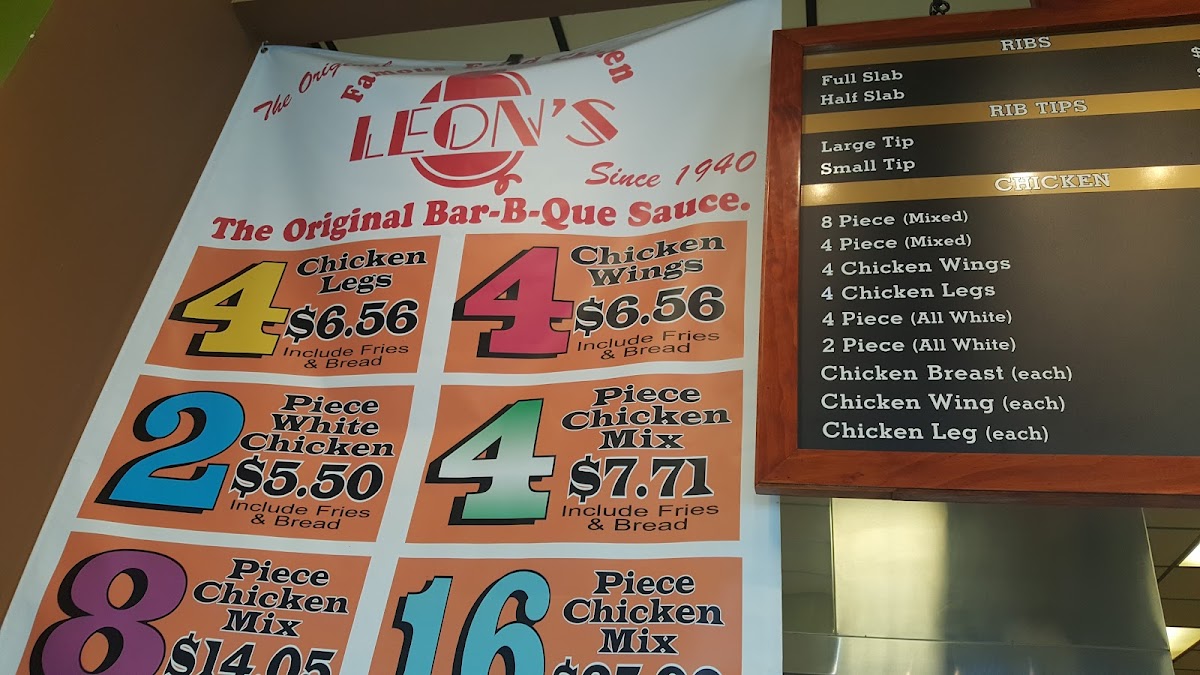 The Original
Famous Fried
LEON'S
Since 1940
The Original Bar-B-Que Sauce.
4 Chicken
Legs
$6.56
Include Fries
& Bread
4 Chicken
Wings
$6.56
Include Fries
& Bread
2 Piece
White
Chicken
$5.50
Include Fries
& Bread
4 Piece
Chicken
Mix
$7.71
Include Fries
& Bread
8 Piece
Chicken
Mix
$14.05
16 Piece
Chicken
Mix
RIBS
Full Slab
Half Slab
RIB TIPS
Large Tip
Small Tip
CHICKEN
8 Piece (Mixed)
4 Piece (Mixed)
4 Chicken Wings
4 Chicken Legs
4 Piece (All White)
2 Piece (All White)
Chicken Breast (each)
Chicken Wing (each)
Chicken Leg (each)